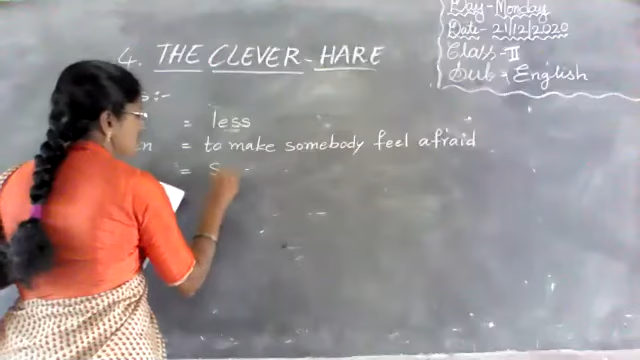 Day - Monday
Date - 21/12/2020
Class - II
Sub - English
4. THE CLEVER - HARE
s:-
= less
n = to make somebody feel afraid
= S